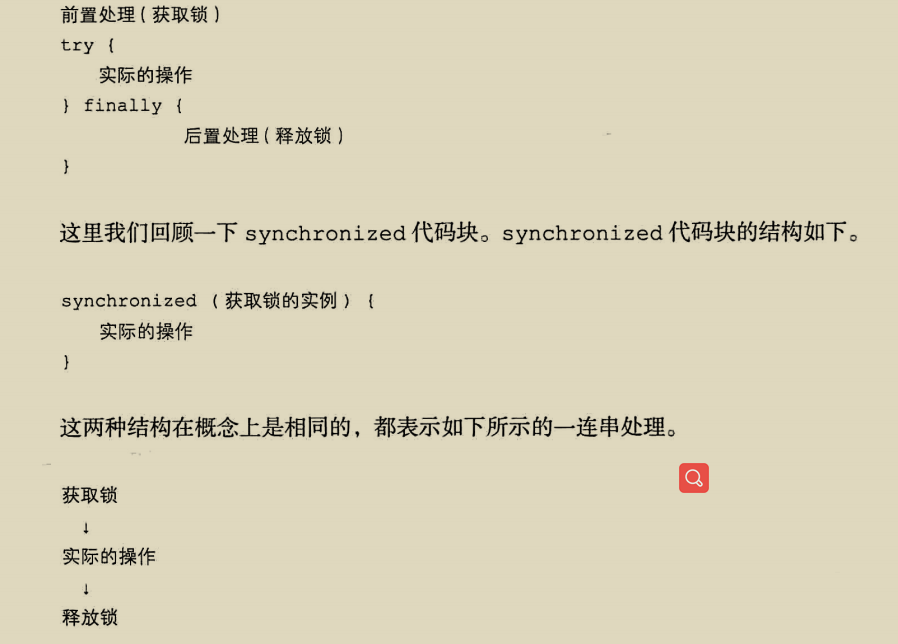 前置处理(获取锁)
try {
    实际的操作
} finally {
            后置处理(释放锁)
}
这里我们回顾一下 synchronized 代码块。synchronized 代码块的结构如下。
synchronized (获取锁的实例) {
    实际的操作
}
这两种结构在概念上是相同的，都表示如下所示的一连串处理。
获取锁
↓
实际的操作
↓
释放锁